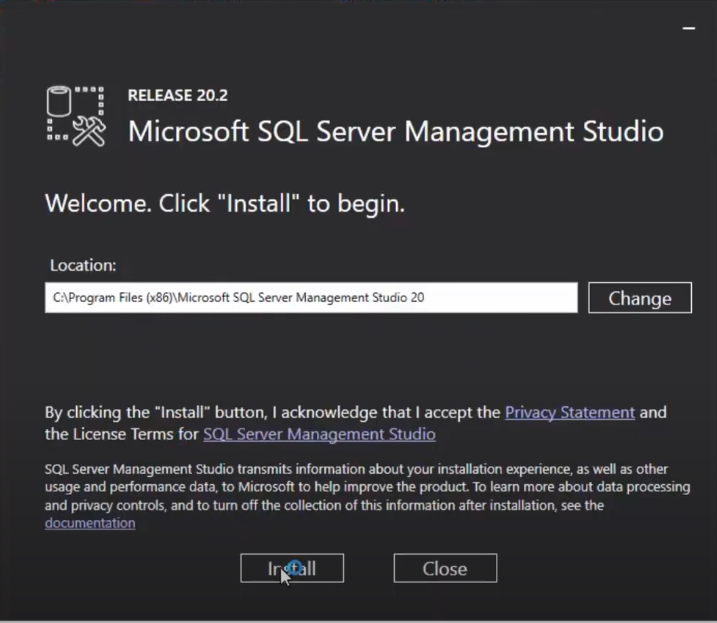 RELEASE 20.2
Microsoft SQL Server Management Studio
Welcome. Click "Install" to begin.
Location:
C:\Program Files (x86)\Microsoft SQL Server Management Studio 20
Change
By clicking the "Install" button, I acknowledge that I accept the Privacy Statement and
the License Terms for SQL Server Management Studio
SQL Server Management Studio transmits information about your installation experience, as well as other
usage and performance data, to Microsoft to help improve the product. To learn more about data processing
and privacy controls, and to turn off the collection of this information after installation, see the
documentation
Install
Close